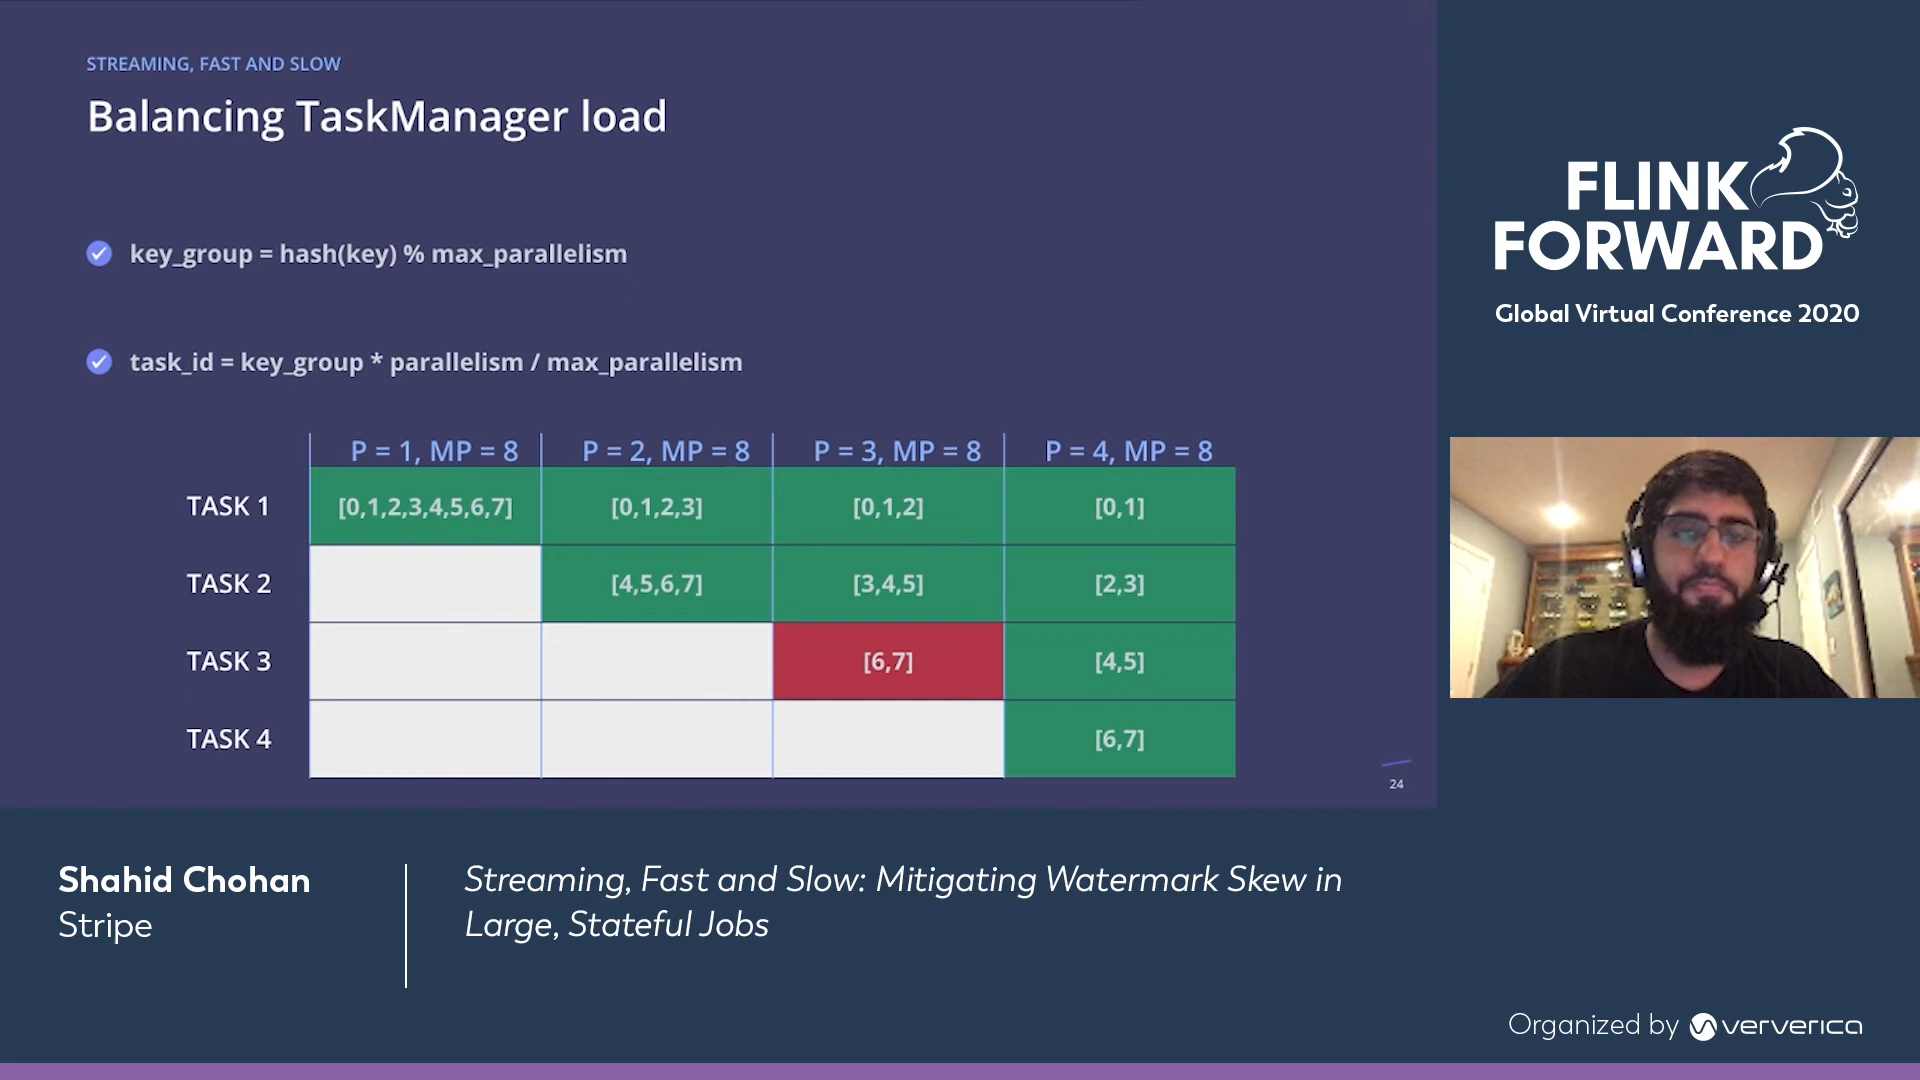 STREAMING, FAST AND SLOW
Balancing TaskManager load
key_group = hash(key) % max_parallelism
task_id = key_group * parallelism / max_parallelism
P = 1, MP = 8 P = 2, MP = 8 P = 3, MP = 8 P = 4, MP = 8
TASK 1 [0,1,2,3,4,5,6,7] [0,1,2,3] [0,1,2] [0,1]
TASK 2 [4,5,6,7] [3,4,5] [2,3]
TASK 3 [6,7] [4,5]
TASK 4 [6,7]
24
FLINK
FORWARD
Global Virtual Conference 2020
Shahid Chohan
Stripe
Streaming, Fast and Slow: Mitigating Watermark Skew in
Large, Stateful Jobs
Organized by ververica